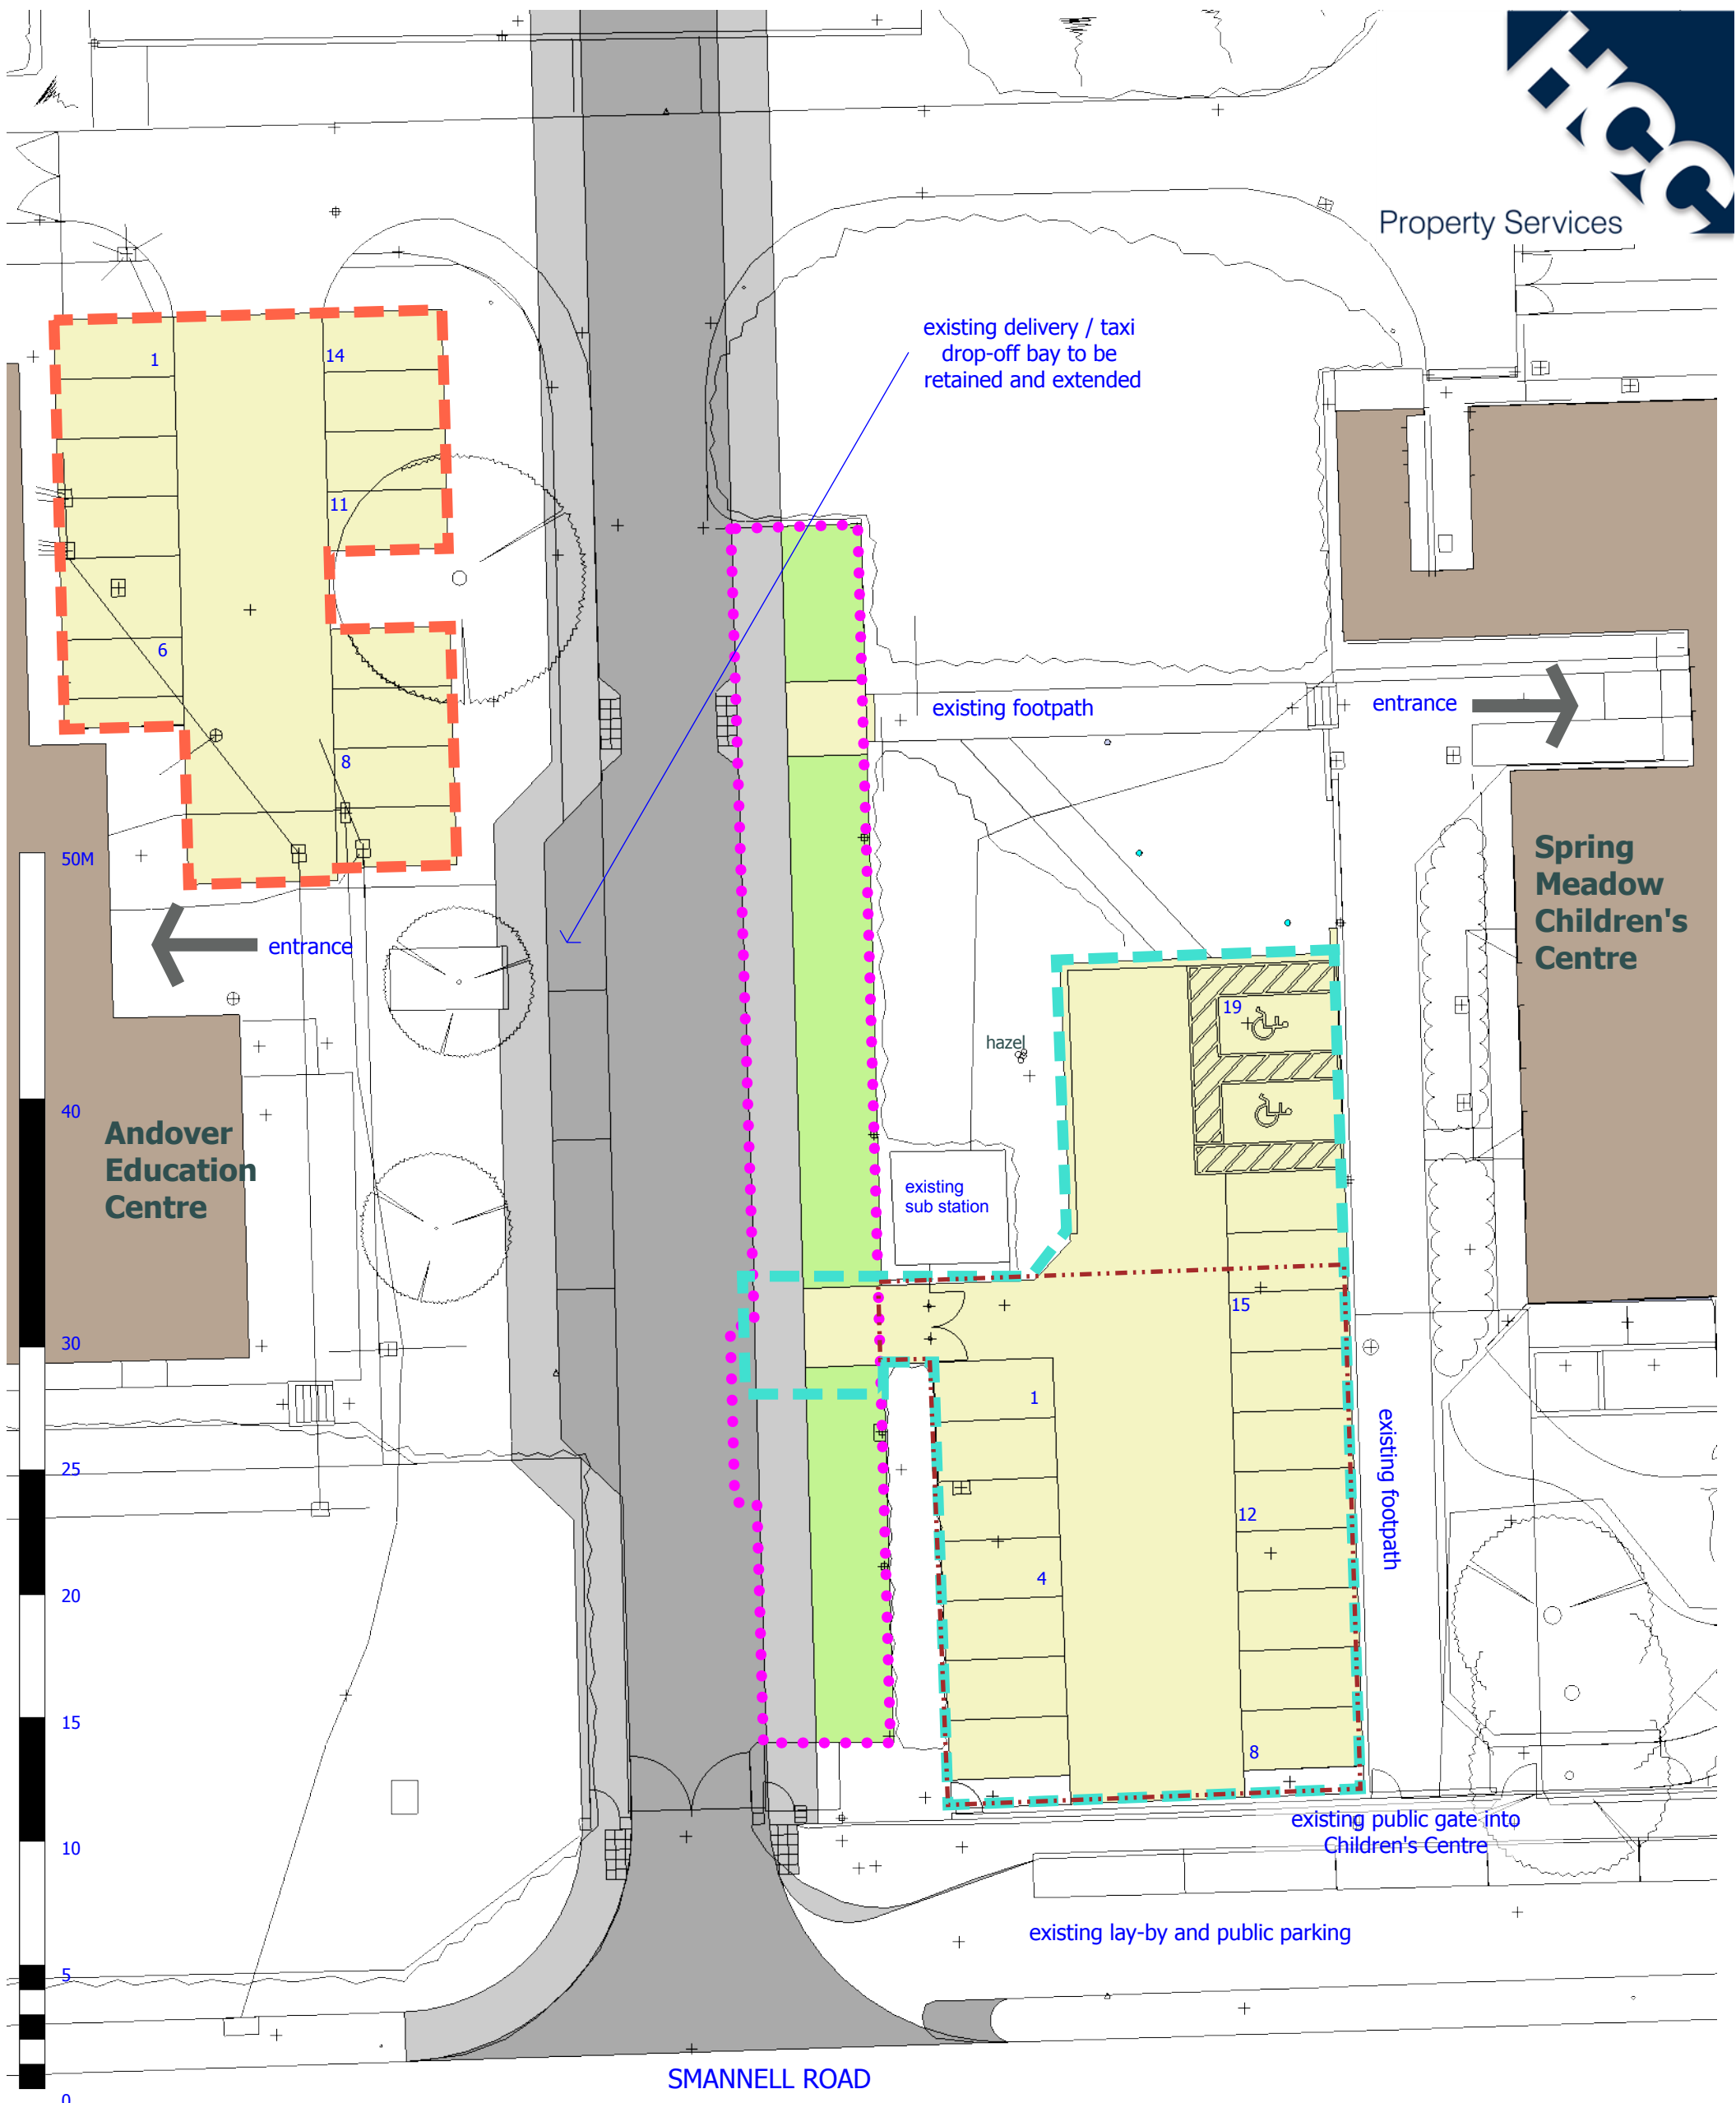 HCC
Property Services
existing delivery / taxi
drop-off bay to be
retained and extended
1
14
11
6
8
existing footpath
entrance
50M
entrance
Spring
Meadow
Children's
Centre
19
hazel
40
Andover
Education
Centre
existing
sub station
15
30
1
existing footpath
25
12
4
20
15
8
existing public gate into
Children's Centre
10
existing lay-by and public parking
5
SMANNELL ROAD
0